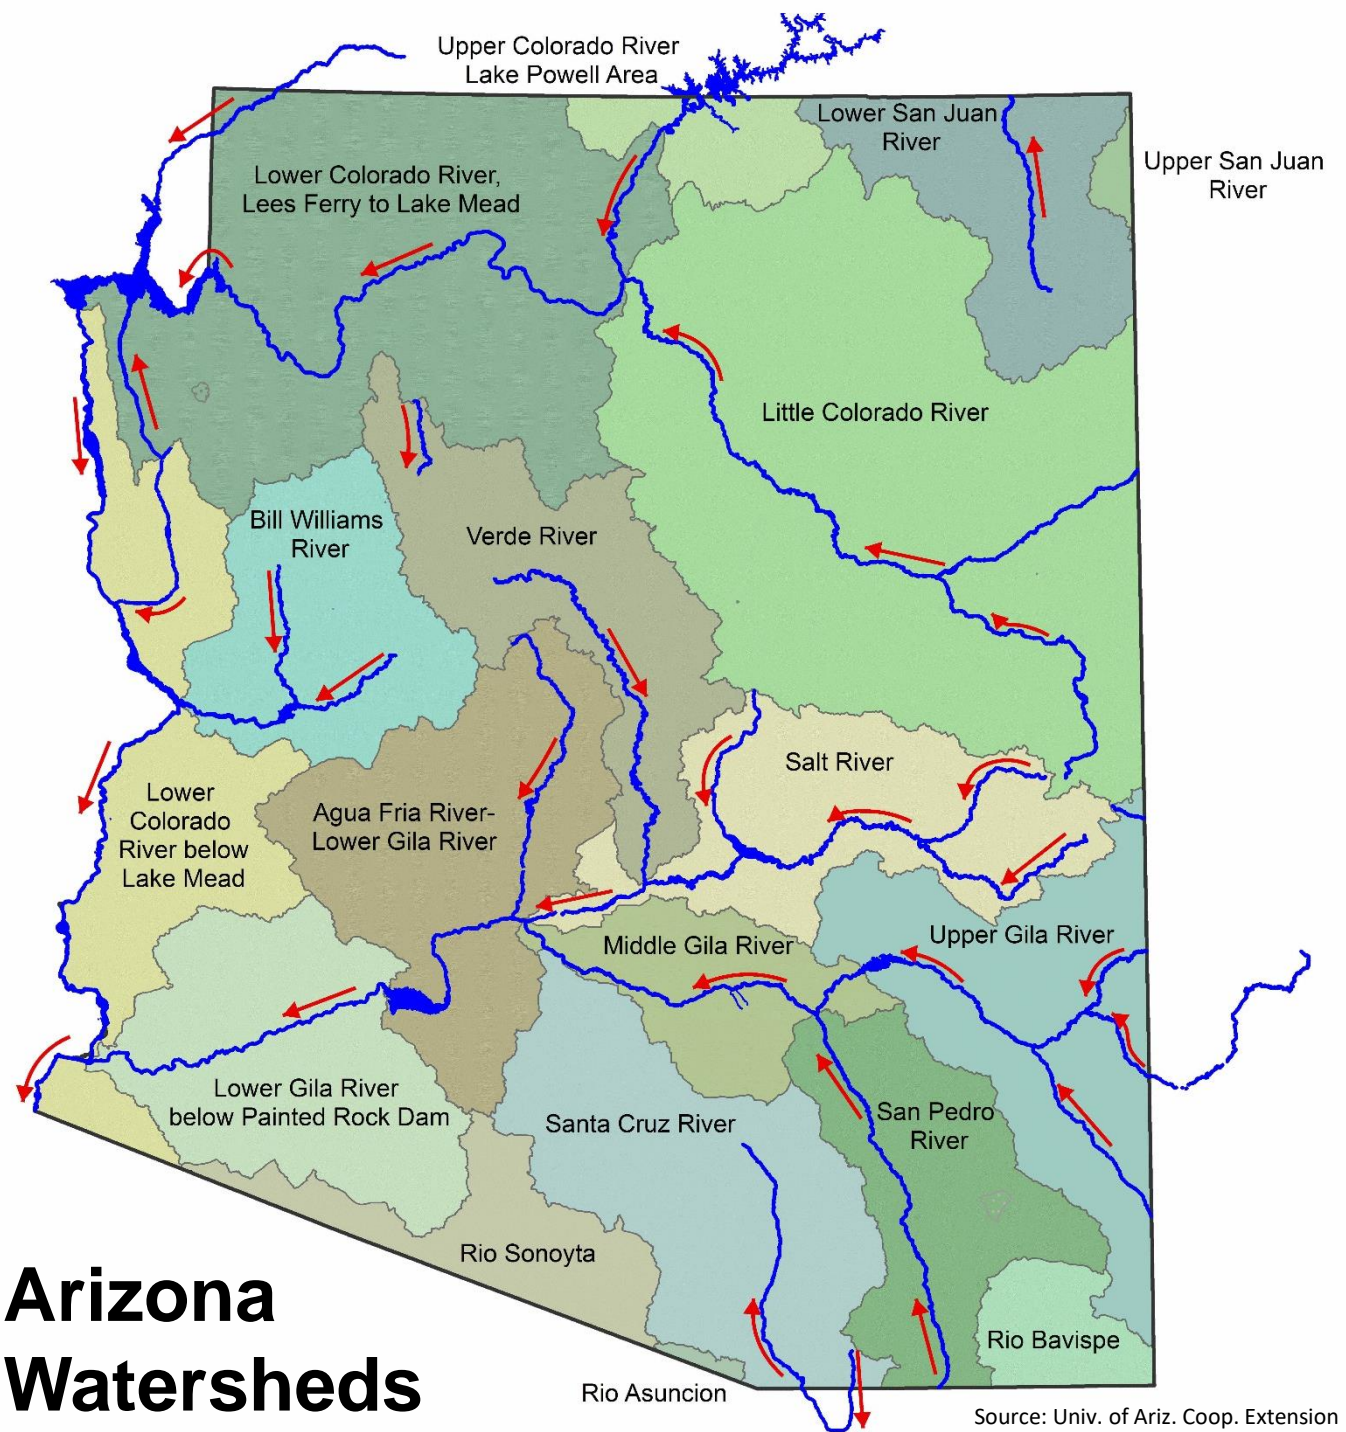 Upper Colorado River
Lake Powell Area
Lower San Juan
River
Upper San Juan
River
Lower Colorado River,
Lees Ferry to Lake Mead
Little Colorado River
Bill Williams
River
Verde River
Salt River
Lower
Colorado
River below
Lake Mead
Agua Fria River-
Lower Gila River
Middle Gila River
Upper Gila River
Lower Gila River
below Painted Rock Dam
Santa Cruz River
San Pedro
River
Rio Sonoyta
Rio Bavispe
Rio Asuncion
Arizona
Watersheds
Source: Univ. of Ariz. Coop. Extension